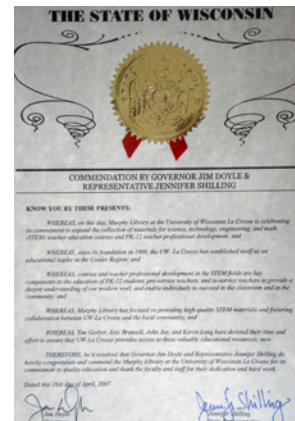 THE STATE OF WISCONSIN
COMMENDATION BY GOVERNOR JIM DOYLE &
REPRESENTATIVE JENNIFER SHILLING
KNOW YOU BY THESE PRESENTS:
WHEREAS, on this day, Murphy Library at the University of Wisconsin La Crosse is celebrating
its commitment to expand the collection of materials for science, technology, engineering, and math
(STEM) teacher education courses and PK-12 teacher professional development; and
WHEREAS, since its foundation in 1909, the UW- La Crosse has established itself as an
educational leader in the Coulee Region; and
WHEREAS, courses and teacher professional development in the STEM fields are key
components to the education of PK-12 students, pre-service teachers, and in-service teachers to provide a
deeper understanding of our modern world, and enable individuals to succeed in the classroom and in the
community; and
WHEREAS, Murphy Library has focused on providing high quality STEM materials and fostering
collaboration between UW-La Crosse and the local community; and
WHEREAS, Tim Gerber, Eric Brunsell, John Jax, and Karen Lang have devoted their time and
effort to ensure that UW-La Crosse provides access to these valuable educational resources; now
THEREFORE, be it resolved that Governor Jim Doyle and Representative Jennifer Shilling do
hereby congratulate and commend the Murphy Library at the University of Wisconsin La Crosse for its
commitment to quality education and thank the faculty and staff for their dedication and hard work.
Dated this 18th day of April, 2007
Jim Doyle
Jennifer Shilling